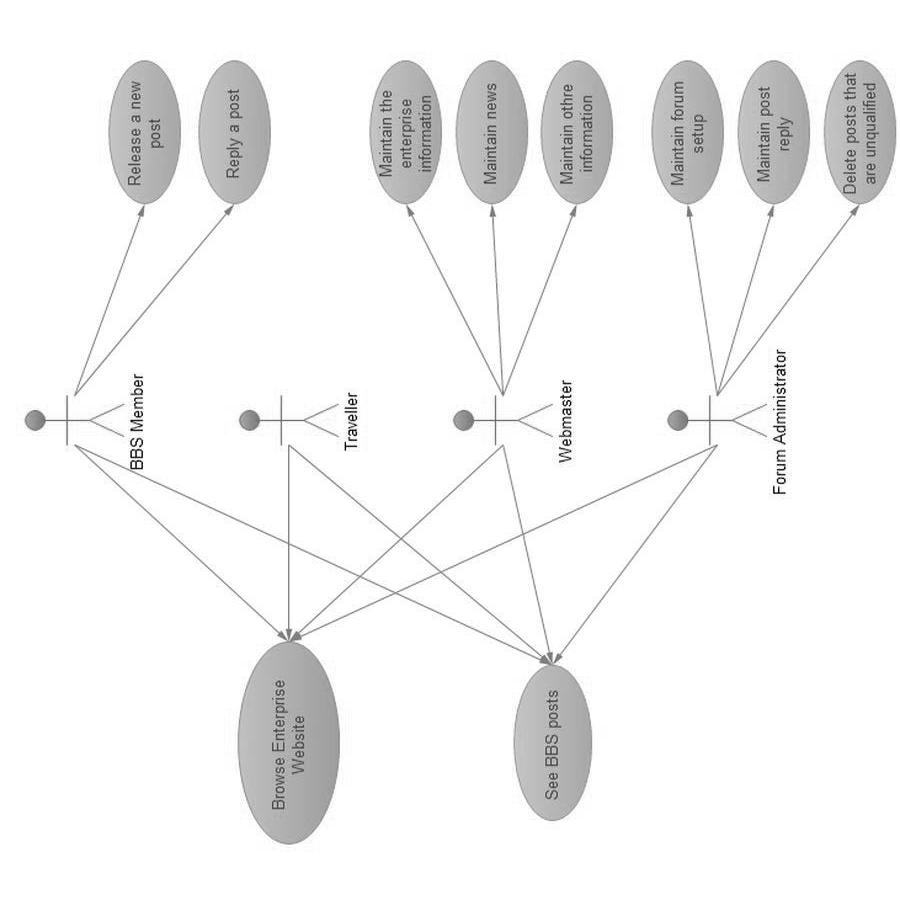 Release a new
post
Reply a post
Maintain the
enterprise
information
Maintain news
Maintain othre
information
Maintain forum
setup
Maintain post
reply
Delete posts that
are unqualified
BBS Member
Traveller
Webmaster
Forum Administrator
Browse Enterprise
Website
See BBS posts